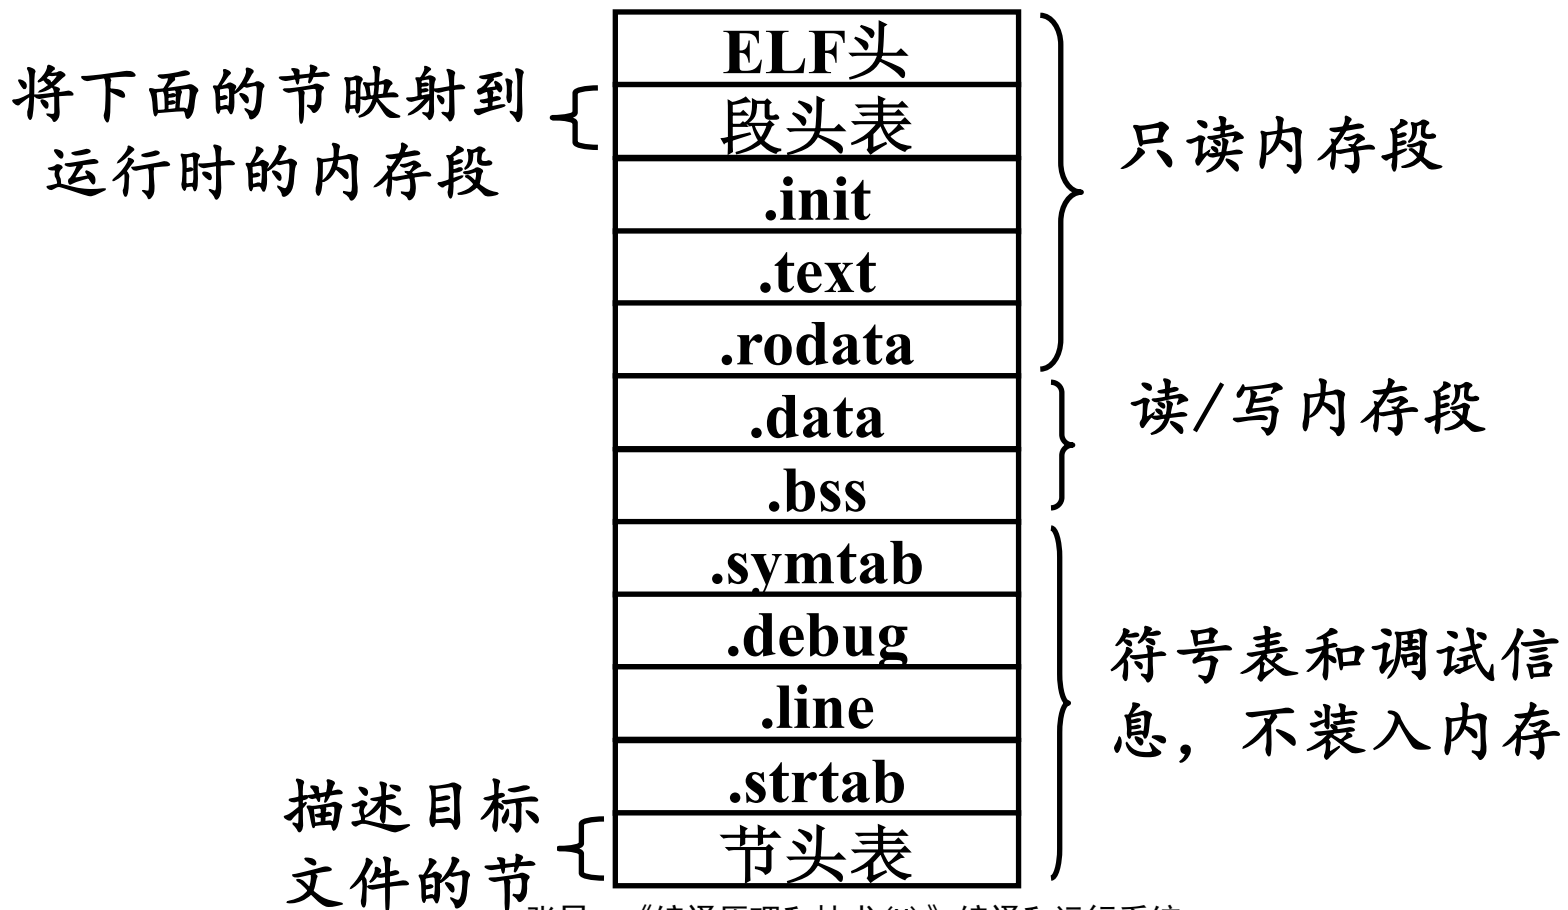 将下面的节映射到
运行时的内存段
ELF头
段头表
.init
.text
.rodata
.data
.bss
.symtab
.debug
.line
.strtab
节头表
只读内存段
读/写内存段
符号表和调试信
息，不装入内存
描述目标
文件的节